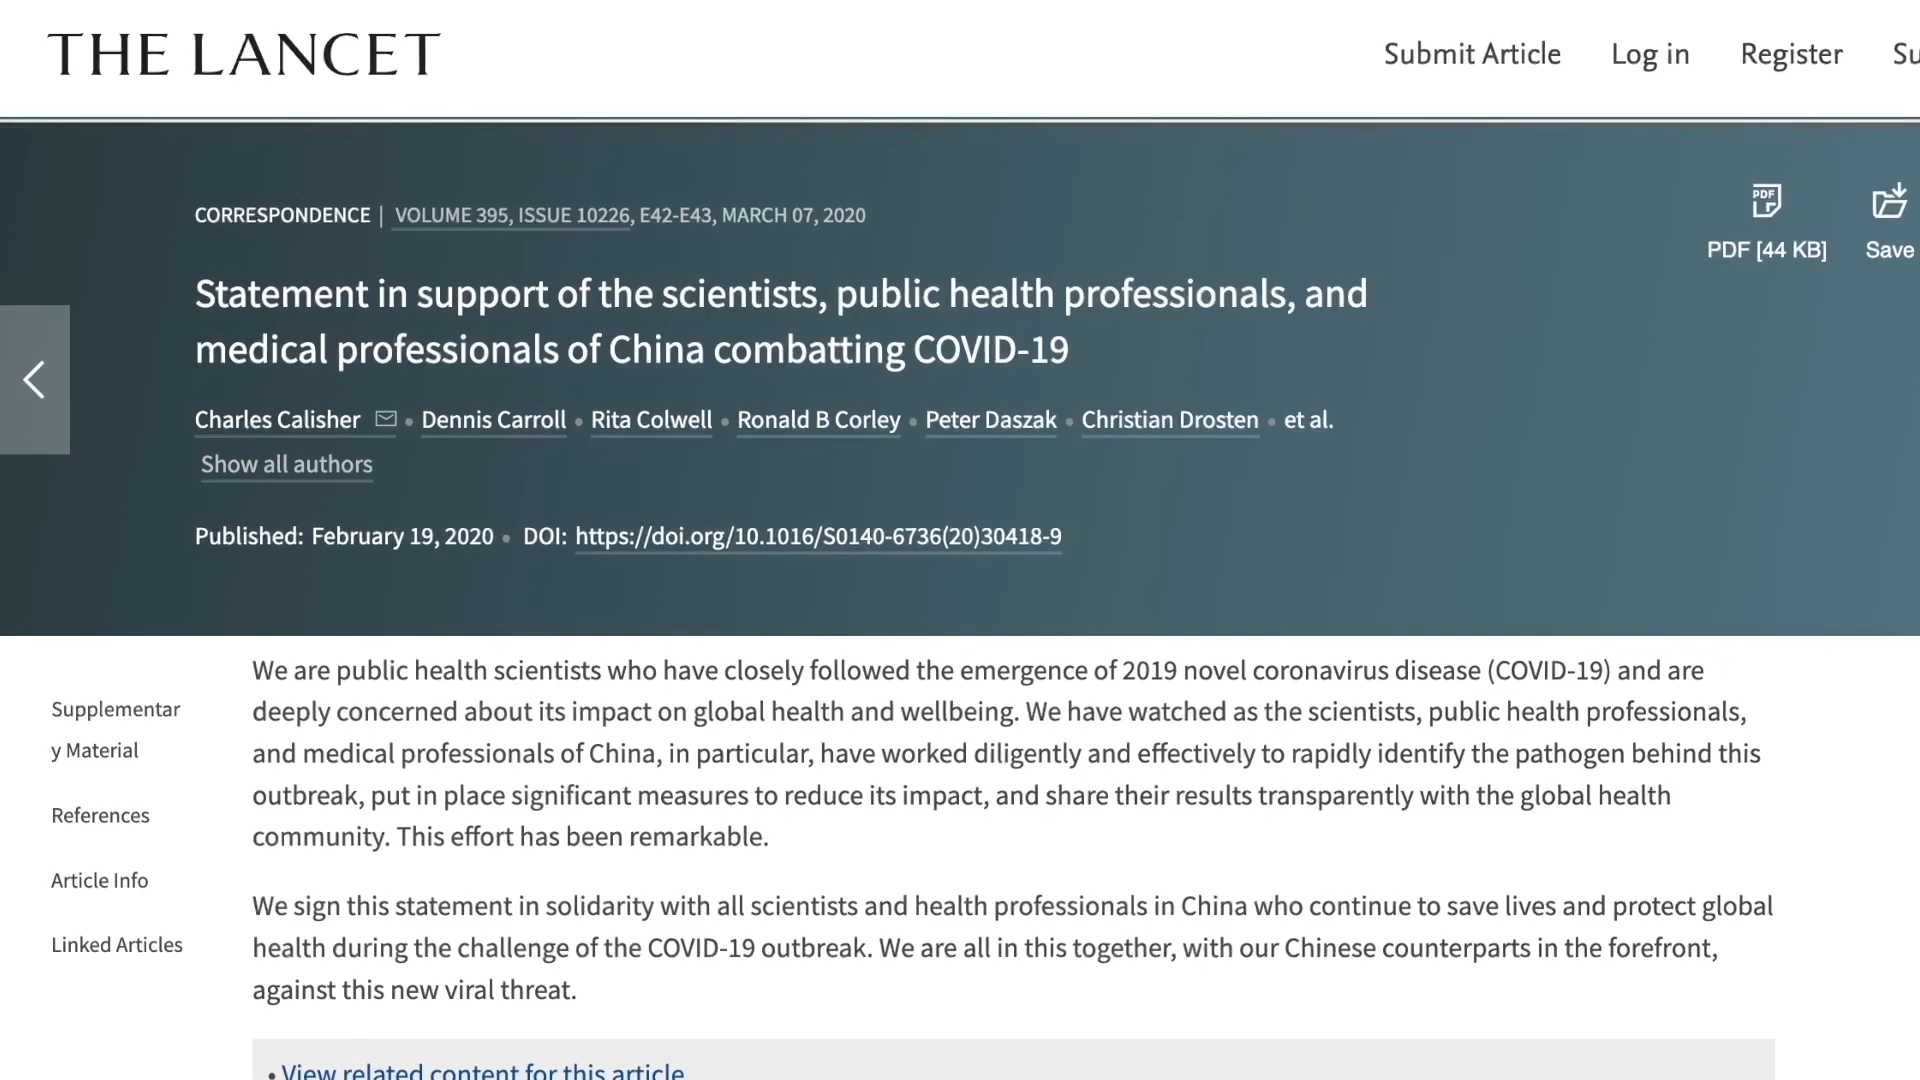 THE LANCET
Submit Article Log in Register Su
CORRESPONDENCE | VOLUME 395, ISSUE 10226, E42-E43, MARCH 07, 2020
PDF [44 KB] Save
Statement in support of the scientists, public health professionals, and
medical professionals of China combatting COVID-19
Charles Calisher • Dennis Carroll • Rita Colwell • Ronald B Corley • Peter Daszak • Christian Drosten • et al.
Show all authors
Published: February 19, 2020 • DOI: https://doi.org/10.1016/S0140-6736(20)30418-9
Supplementar
y Material
References
Article Info
Linked Articles
We are public health scientists who have closely followed the emergence of 2019 novel coronavirus disease (COVID-19) and are
deeply concerned about its impact on global health and wellbeing. We have watched as the scientists, public health professionals,
and medical professionals of China, in particular, have worked diligently and effectively to rapidly identify the pathogen behind this
outbreak, put in place significant measures to reduce its impact, and share their results transparently with the global health
community. This effort has been remarkable.
We sign this statement in solidarity with all scientists and health professionals in China who continue to save lives and protect global
health during the challenge of the COVID-19 outbreak. We are all in this together, with our Chinese counterparts in the forefront,
against this new viral threat.
• View related content for this article